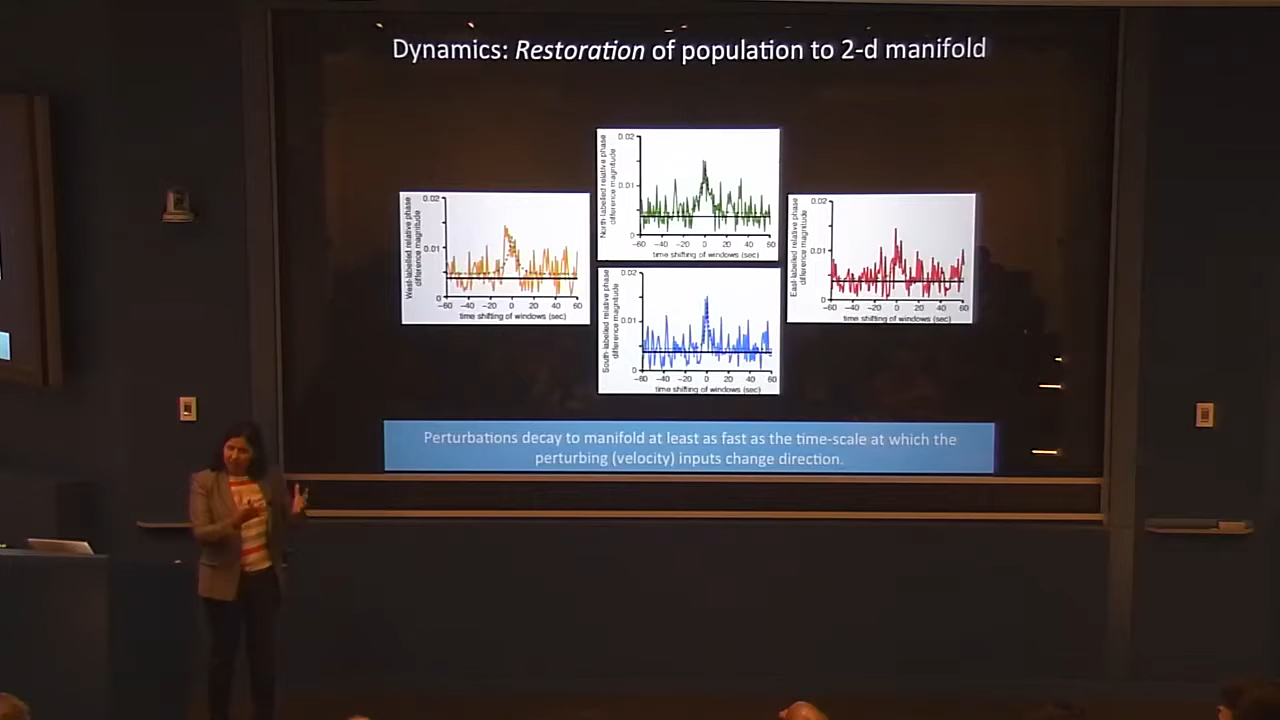 Dynamics: Restoration of population to 2-d manifold
North-labelled relative phase
difference magnitude
0.02
0.01
0
−60 −40 −20 0 20 40 60
time shifting of windows (sec)
West-labelled relative phase
difference magnitude
0.02
0.01
0
−60 −40 −20 0 20 40 60
time shifting of windows (sec)
East-labelled relative phase
difference magnitude
0.02
0.01
0
−60 −40 −20 0 20 40 60
time shifting of windows (sec)
South-labelled relative phase
difference magnitude
0.02
0.01
0
−60 −40 −20 0 20 40 60
time shifting of windows (sec)
Perturbations decay to manifold at least as fast as the time-scale at which the
perturbing (velocity) inputs change direction.